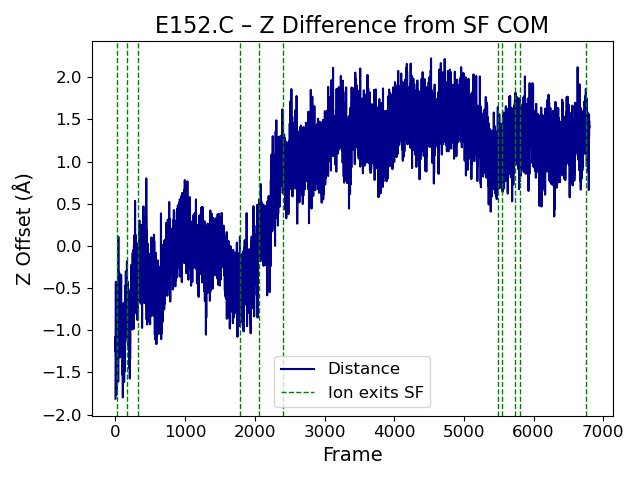 E152.C – Z Difference from SF COM
Z Offset (Å)
2.0
1.5
1.0
0.5
0.0
−0.5
−1.0
−1.5
−2.0
Distance
Ion exits SF
0 1000 2000 3000 4000 5000 6000 7000
Frame